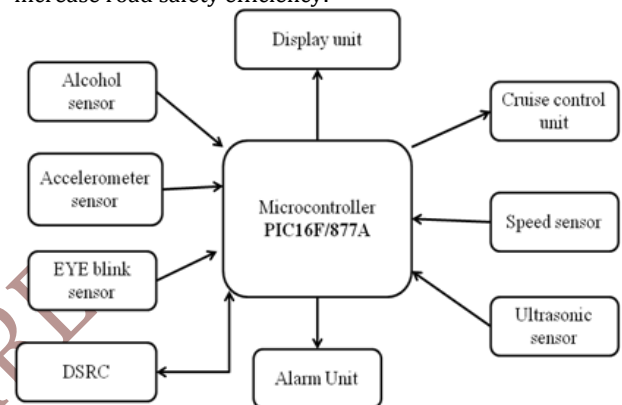 increase road safety efficiency.
Display unit
Alcohol
sensor
Cruise control
unit
Accelerometer
sensor
Microcontroller
PIC16F/877A
Speed sensor
EYE blink
sensor
Ultrasonic
sensor
DSRC
Alarm Unit